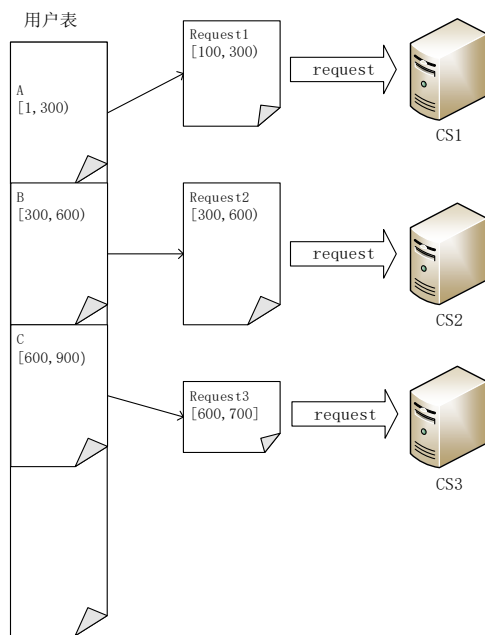 用户表
A
[1,300)
Request1
[100,300)
request
CS1
B
[300,600)
Request2
[300,600)
request
CS2
C
[600,900)
Request3
[600,700]
request
CS3